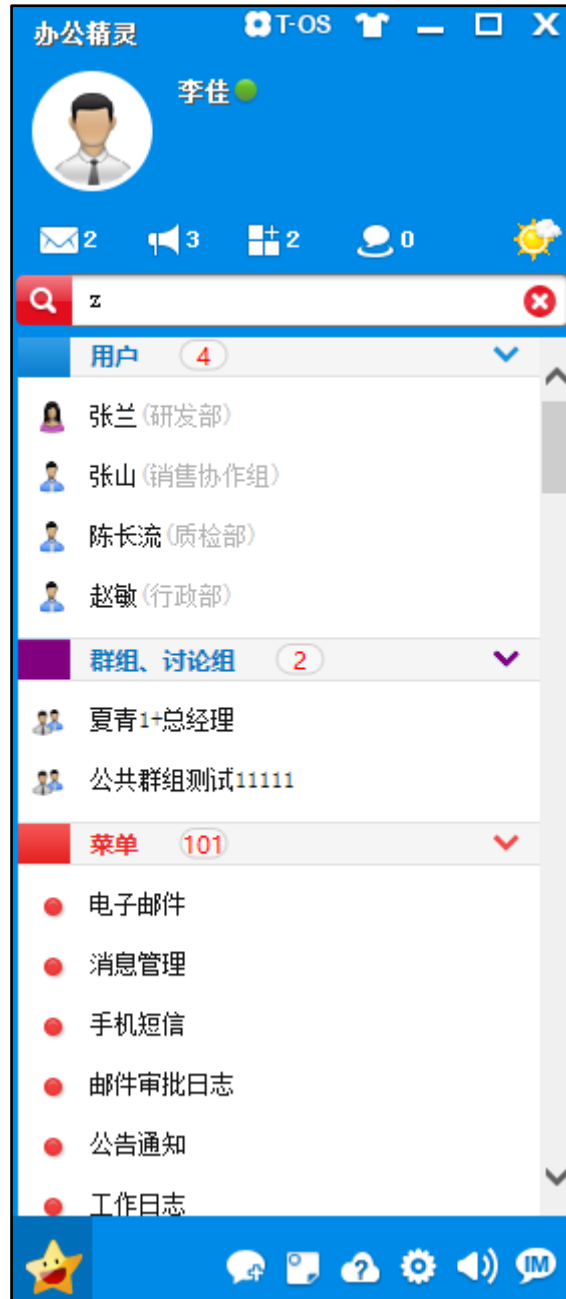 办公精灵 T-OS
李佳
2 3 2 0
z
用户 4
张兰(研发部)
张山(销售协作组)
陈长流(质检部)
赵敏(行政部)
群组、讨论组 2
夏青1+总经理
公共群组测试11111
菜单 101
电子邮件
消息管理
手机短信
邮件审批日志
公告通知
工作日志
IM